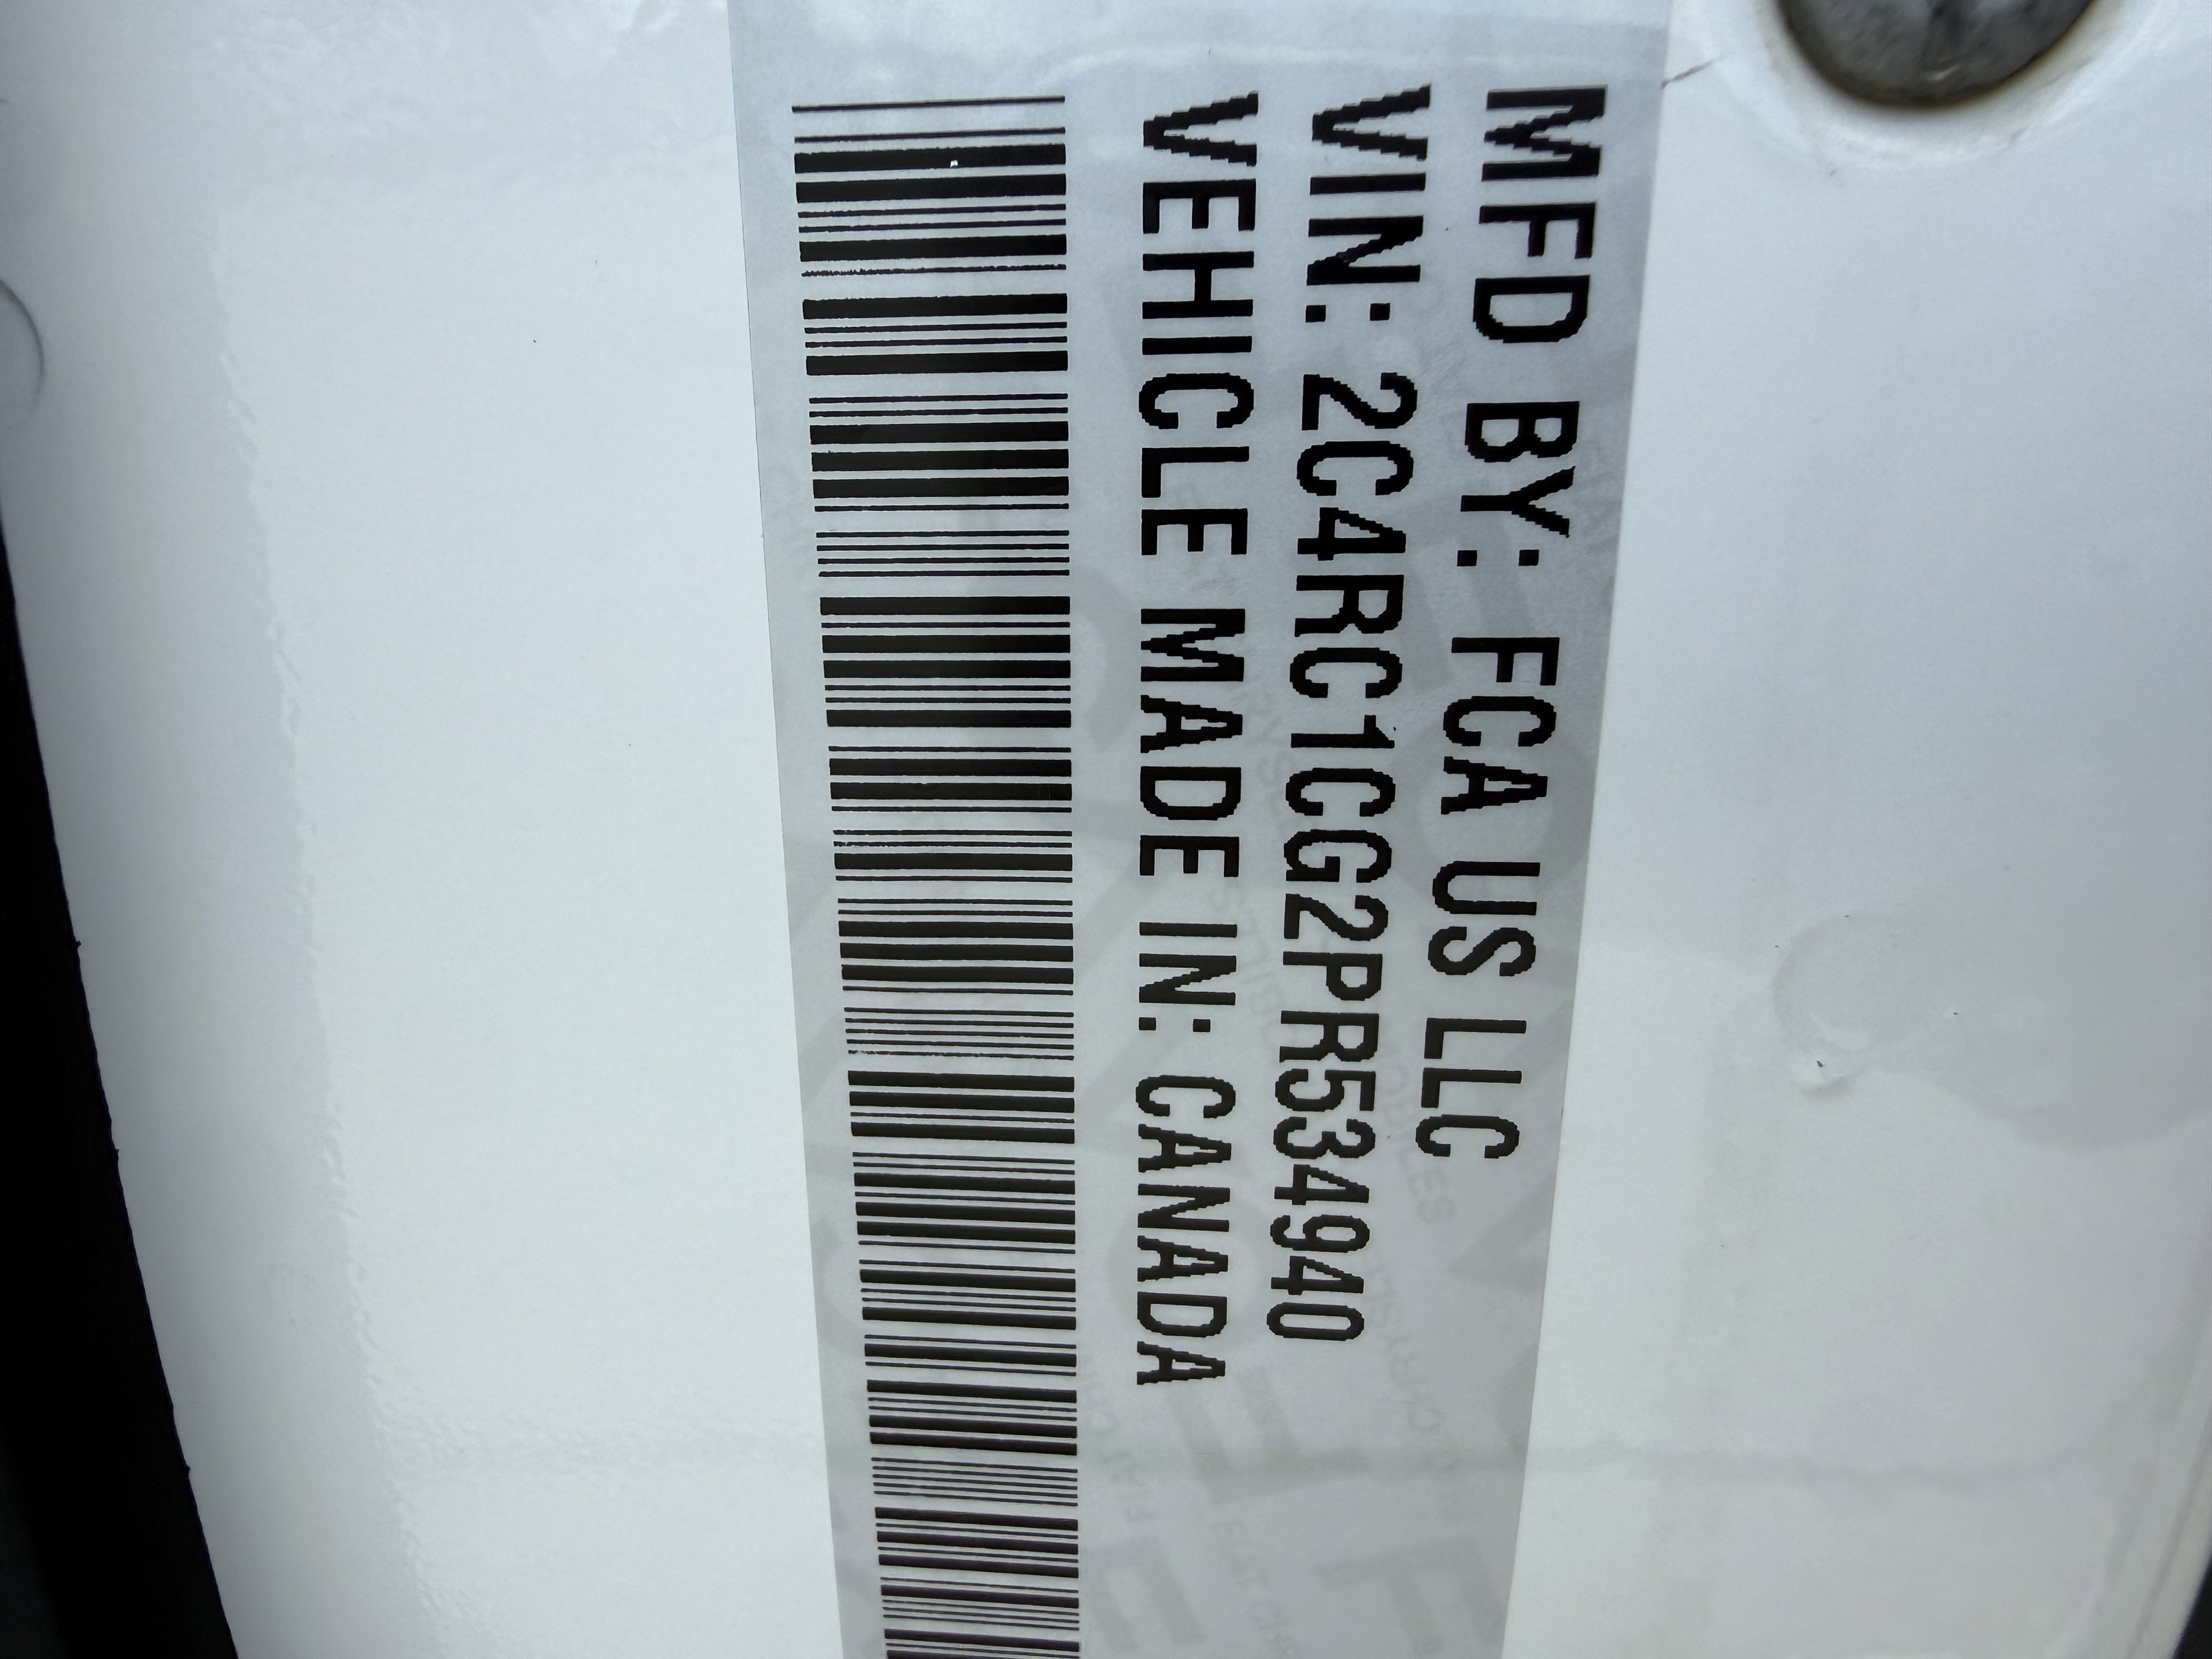 MFD BY: FCA US LLC
VIN: 2C4RC1CG2PR534940
VEHICLE MADE IN: CANADA